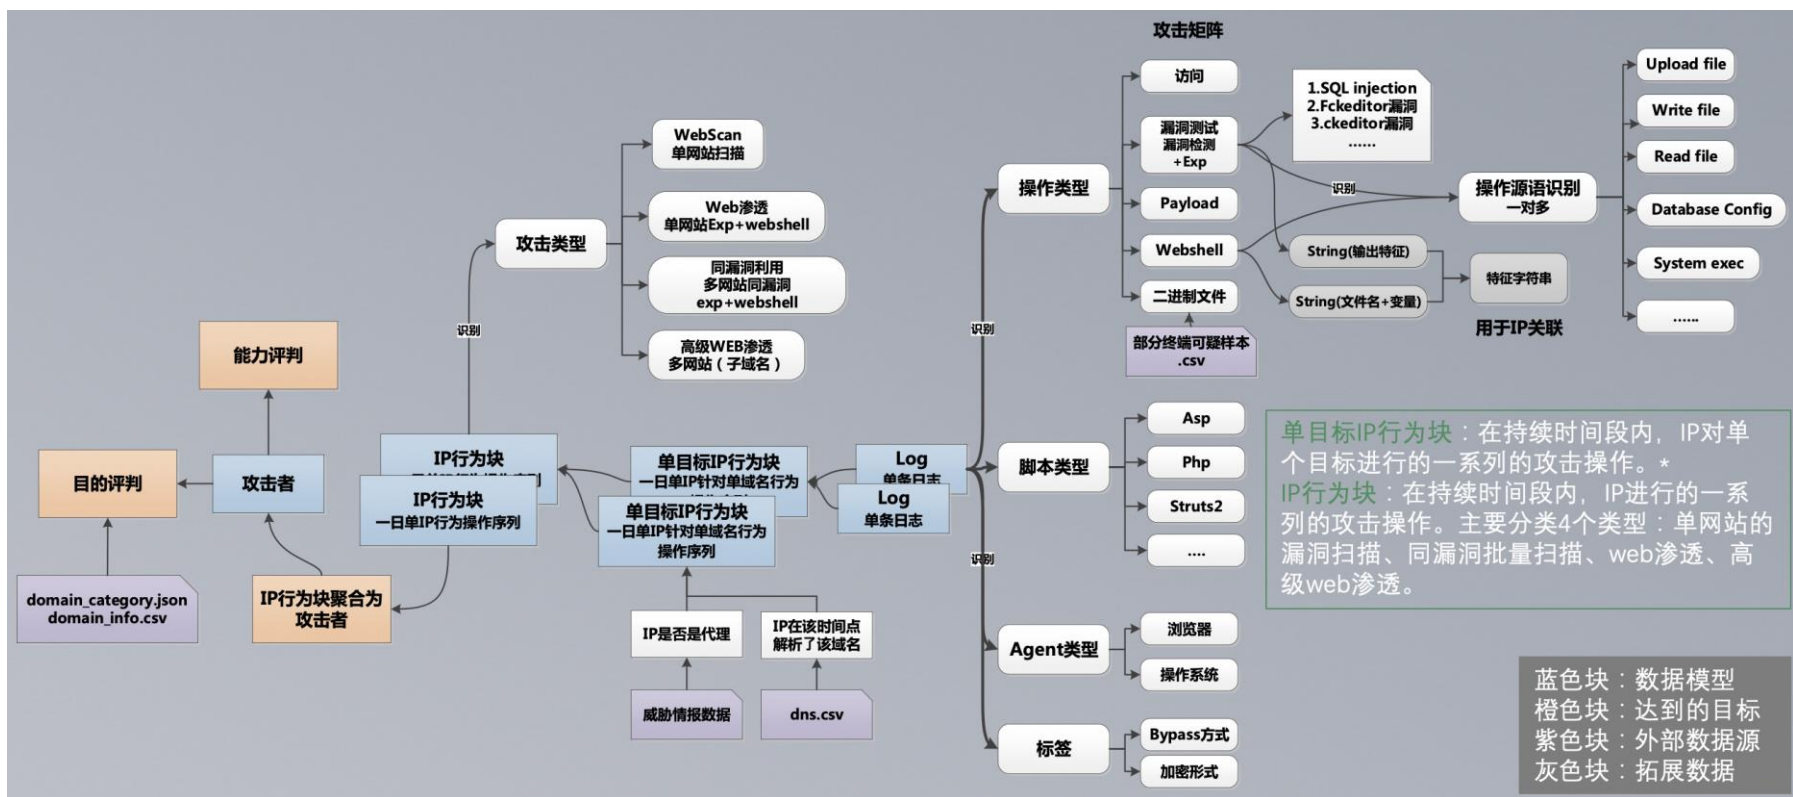 攻击矩阵
访问
漏洞测试
漏洞检测
+Exp
Payload
Webshell
二进制文件
部分终端可疑样本
.csv
1.SQL injection
2.Fckeditor漏洞
3.ckeditor漏洞
……
识别
操作源语识别
一对多
Upload file
Write file
Read file
Database Config
System exec
……
String(输出特征)
String(文件名+变量)
特征字符串
用于IP关联
操作类型
识别
脚本类型
Asp
Php
Struts2
....
识别
Agent类型
浏览器
操作系统
标签
Bypass方式
加密形式
WebScan
单网站扫描
Web渗透
单网站Exp+webshell
同漏洞利用
多网站同漏洞
exp+webshell
高级WEB渗透
多网站（子域名）
攻击类型
识别
能力评判
目的评判
攻击者
domain_category.json
domain_info.csv
IP行为块聚合为
攻击者
IP行为块
IP行为块
一日单IP行为操作序列
单目标IP行为块
一日单IP针对单域名行为
单目标IP行为块
一日单IP针对单域名行为
操作序列
Log
单条日志
Log
单条日志
IP是否是代理
IP在该时间点
解析了该域名
威胁情报数据
dns.csv
单目标IP行为块：在持续时间段内，IP对单
个目标进行的一系列的攻击操作。*
IP行为块：在持续时间段内，IP进行的一系
列的攻击操作。主要分类4个类型：单网站的
漏洞扫描、同漏洞批量扫描、web渗透、高
级web渗透。
蓝色块：数据模型
橙色块：达到的目标
紫色块：外部数据源
灰色块：拓展数据